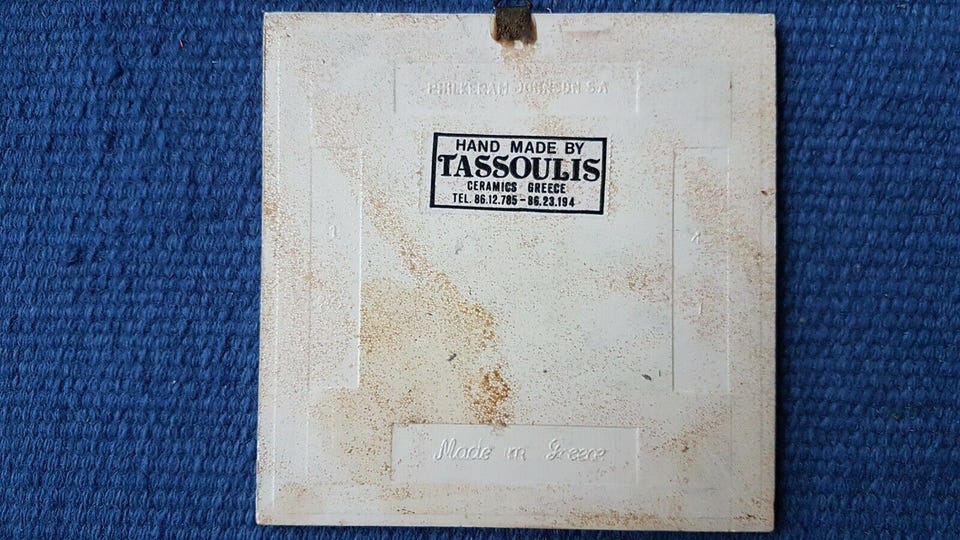 PHILKERAM JOHNSON S.A
HAND MADE BY
TASSOULIS
CERAMICS GREECE
TEL. 86.12.785 - 86.23.194
Made in Greece